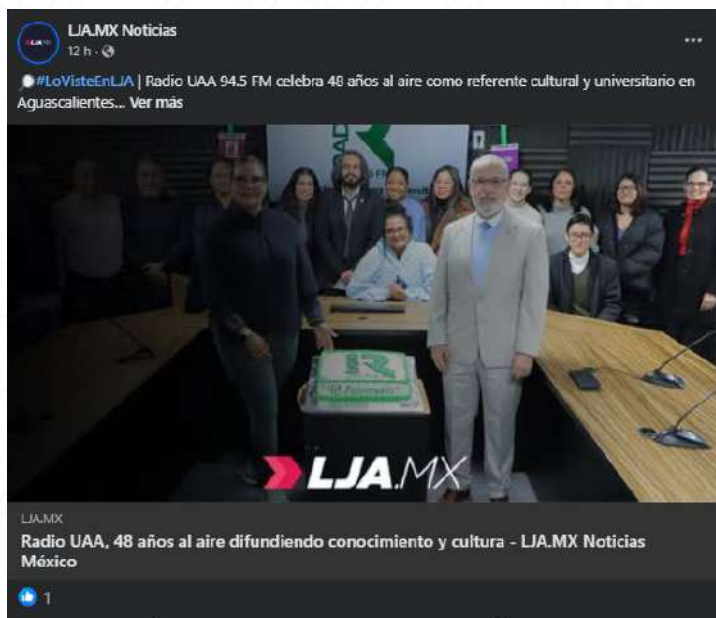 LJA.MX Noticias
12 h ·
#LoVisteEnLJA | Radio UAA 94.5 FM celebra 48 años al aire como referente cultural y universitario en
Aguascalientes... Ver más
RADIO
FM
LJA.MX
LJA.MX
Radio UAA, 48 años al aire difundiendo conocimiento y cultura - LJA.MX Noticias
México
1